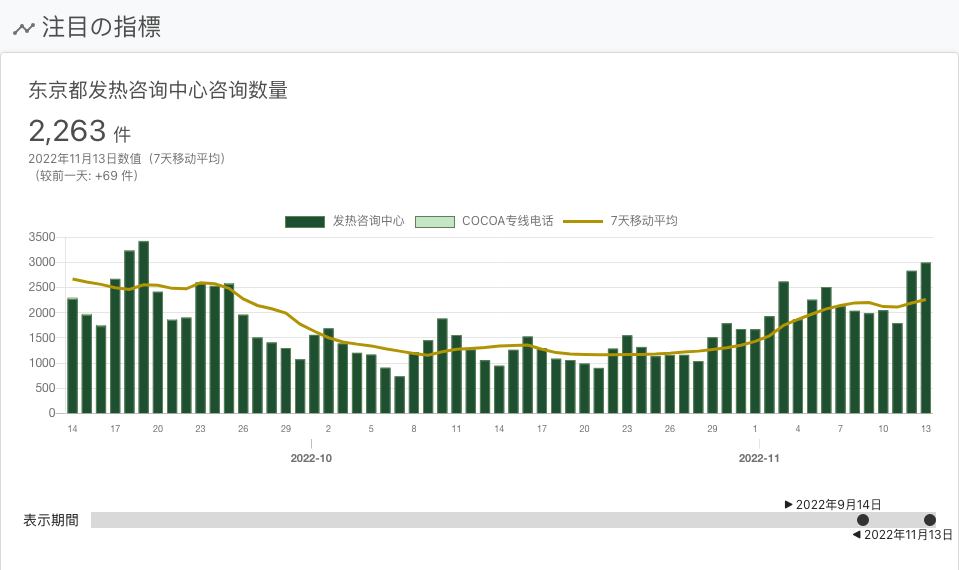 注目の指標
东京都发热咨询中心咨询数量
2,263 件
2022年11月13日数值（7天移动平均）
（较前一天: +69 件）
发热咨询中心 COCOA专线电话 7天移动平均
3500
3000
2500
2000
1500
1000
500
0
14 17 20 23 26 29 2 5 8 11 14 17 20 23 26 29 1 4 7 10 13
2022-10 2022-11
2022年9月14日
表示期間
2022年11月13日